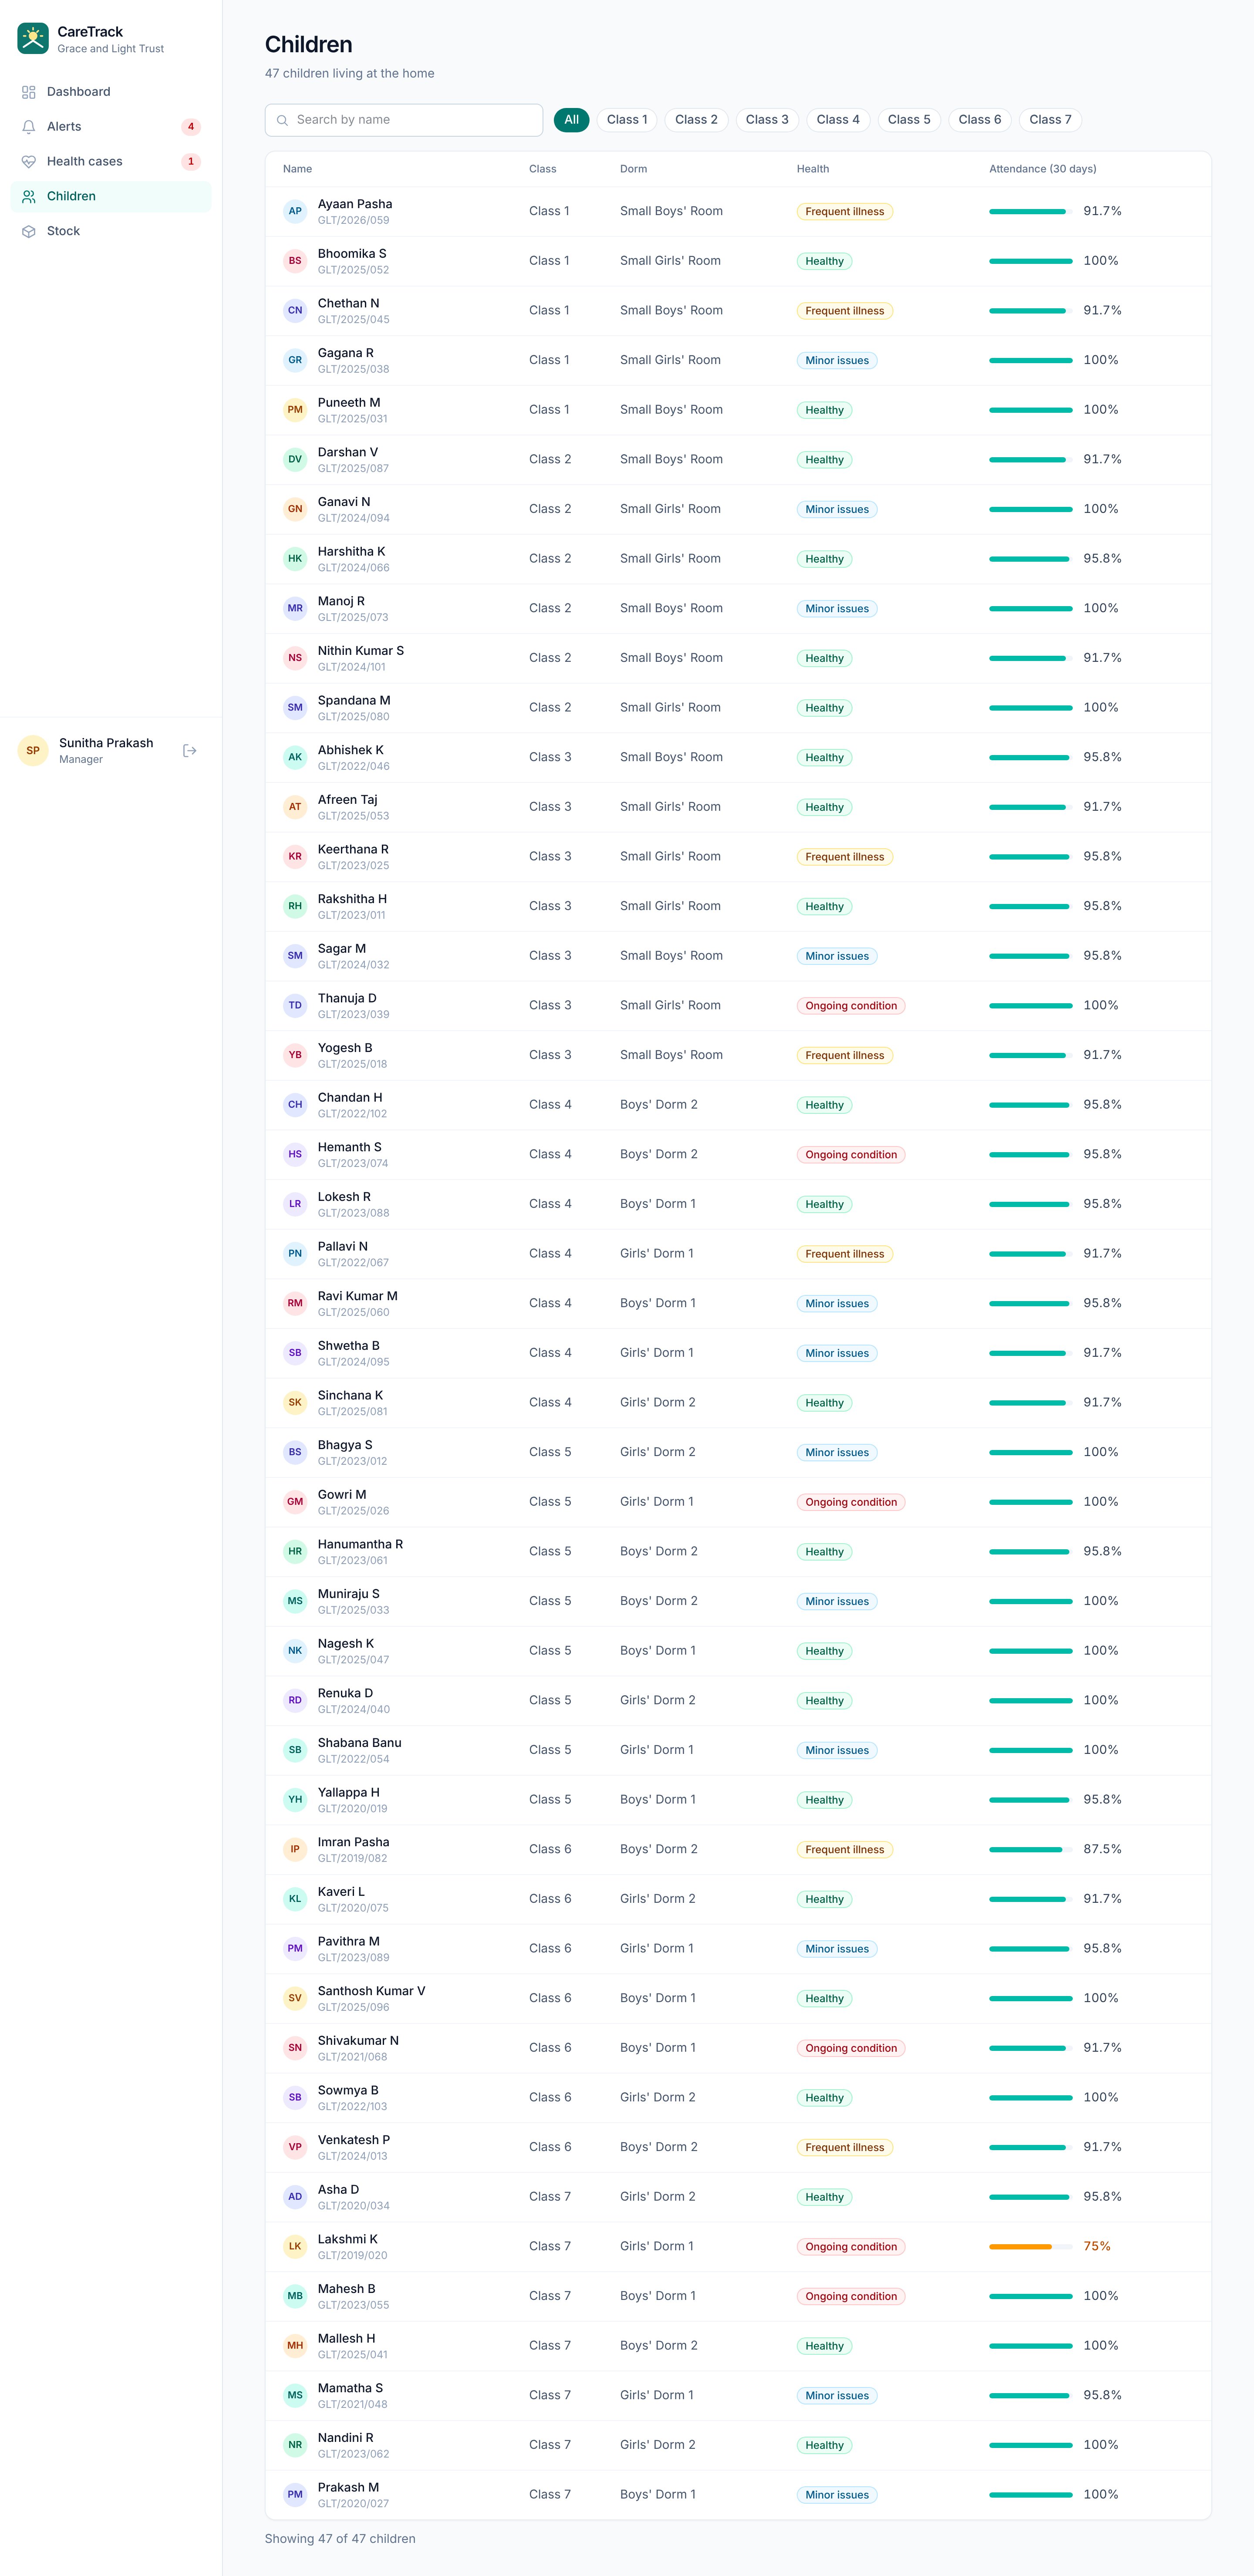 CareTrack
Grace and Light Trust
Dashboard
Alerts 4
Health cases 1
Children
Stock
SP Sunitha Prakash
Manager
Children
47 children living at the home
Search by name All Class 1 Class 2 Class 3 Class 4 Class 5 Class 6 Class 7
Name Class Dorm Health Attendance (30 days)
AP Ayaan Pasha Class 1 Small Boys' Room Frequent illness 91.7%
GLT/2026/059
BS Bhoomika S Class 1 Small Girls' Room Healthy 100%
GLT/2025/052
CN Chethan N Class 1 Small Boys' Room Frequent illness 91.7%
GLT/2025/045
GR Gagana R Class 1 Small Girls' Room Minor issues 100%
GLT/2025/038
PM Puneeth M Class 1 Small Boys' Room Healthy 100%
GLT/2025/031
DV Darshan V Class 2 Small Boys' Room Healthy 91.7%
GLT/2025/087
GN Ganavi N Class 2 Small Girls' Room Minor issues 100%
GLT/2024/094
HK Harshitha K Class 2 Small Girls' Room Healthy 95.8%
GLT/2024/066
MR Manoj R Class 2 Small Boys' Room Minor issues 100%
GLT/2025/073
NS Nithin Kumar S Class 2 Small Boys' Room Healthy 91.7%
GLT/2024/101
SM Spandana M Class 2 Small Girls' Room Healthy 100%
GLT/2025/080
AK Abhishek K Class 3 Small Boys' Room Healthy 95.8%
GLT/2022/046
AT Afreen Taj Class 3 Small Girls' Room Healthy 91.7%
GLT/2025/053
KR Keerthana R Class 3 Small Girls' Room Frequent illness 95.8%
GLT/2023/025
RH Rakshitha H Class 3 Small Girls' Room Healthy 95.8%
GLT/2023/011
SM Sagar M Class 3 Small Boys' Room Minor issues 95.8%
GLT/2024/032
TD Thanuja D Class 3 Small Girls' Room Ongoing condition 100%
GLT/2023/039
YB Yogesh B Class 3 Small Boys' Room Frequent illness 91.7%
GLT/2025/018
CH Chandan H Class 4 Boys' Dorm 2 Healthy 95.8%
GLT/2022/102
HS Hemanth S Class 4 Boys' Dorm 2 Ongoing condition 95.8%
GLT/2023/074
LR Lokesh R Class 4 Boys' Dorm 1 Healthy 95.8%
GLT/2023/088
PN Pallavi N Class 4 Girls' Dorm 1 Frequent illness 91.7%
GLT/2022/067
RM Ravi Kumar M Class 4 Boys' Dorm 1 Minor issues 95.8%
GLT/2025/060
SB Shwetha B Class 4 Girls' Dorm 1 Minor issues 91.7%
GLT/2024/095
SK Sinchana K Class 4 Girls' Dorm 2 Healthy 91.7%
GLT/2025/081
BS Bhagya S Class 5 Girls' Dorm 2 Minor issues 100%
GLT/2023/012
GM Gowri M Class 5 Girls' Dorm 1 Ongoing condition 100%
GLT/2025/026
HR Hanumantha R Class 5 Boys' Dorm 2 Healthy 95.8%
GLT/2023/061
MS Muniraju S Class 5 Boys' Dorm 2 Minor issues 100%
GLT/2025/033
NK Nagesh K Class 5 Boys' Dorm 1 Healthy 100%
GLT/2025/047
RD Renuka D Class 5 Girls' Dorm 2 Healthy 100%
GLT/2024/040
SB Shabana Banu Class 5 Girls' Dorm 1 Minor issues 100%
GLT/2022/054
YH Yallappa H Class 5 Boys' Dorm 1 Healthy 95.8%
GLT/2020/019
IP Imran Pasha Class 6 Boys' Dorm 2 Frequent illness 87.5%
GLT/2019/082
KL Kaveri L Class 6 Girls' Dorm 2 Healthy 91.7%
GLT/2020/075
PM Pavithra M Class 6 Girls' Dorm 1 Minor issues 95.8%
GLT/2023/089
SV Santhosh Kumar V Class 6 Boys' Dorm 1 Healthy 100%
GLT/2025/096
SN Shivakumar N Class 6 Boys' Dorm 1 Ongoing condition 91.7%
GLT/2021/068
SB Sowmya B Class 6 Girls' Dorm 2 Healthy 100%
GLT/2022/103
VP Venkatesh P Class 6 Boys' Dorm 2 Frequent illness 91.7%
GLT/2024/013
AD Asha D Class 7 Girls' Dorm 2 Healthy 95.8%
GLT/2020/034
LK Lakshmi K Class 7 Girls' Dorm 1 Ongoing condition 75%
GLT/2019/020
MB Mahesh B Class 7 Boys' Dorm 1 Ongoing condition 100%
GLT/2023/055
MH Mallesh H Class 7 Boys' Dorm 2 Healthy 100%
GLT/2025/041
MS Mamatha S Class 7 Girls' Dorm 1 Minor issues 95.8%
GLT/2021/048
NR Nandini R Class 7 Girls' Dorm 2 Healthy 100%
GLT/2023/062
PM Prakash M Class 7 Boys' Dorm 1 Minor issues 100%
GLT/2020/027
Showing 47 of 47 children